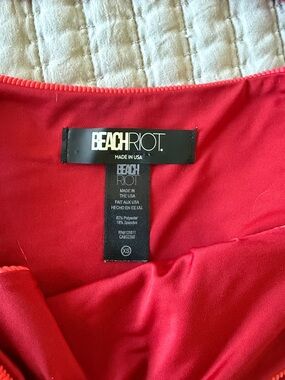 BEACHRIOT.
MADE IN USA
BEACH
RIOT.
MADE IN
THE USA
FAIT AUX USA
HECHO EN EE.UU.
82% Polyester
18% Spandex
XS